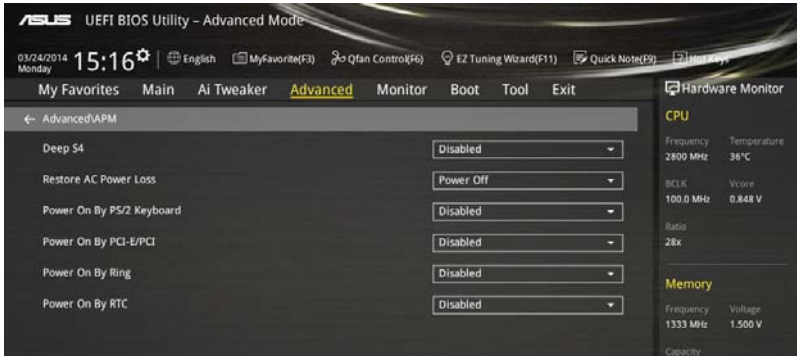 ASUS UEFI BIOS Utility – Advanced Mode
03/24/2014 Monday 15:16 English MyFavorite(F3) Qfan Control(F6) EZ Tuning Wizard(F11) Quick Note(F9) Hot Keys
My Favorites Main Ai Tweaker Advanced Monitor Boot Tool Exit
← Advanced\APM
Deep S4 Disabled
Restore AC Power Loss Power Off
Power On By PS/2 Keyboard Disabled
Power On By PCI-E/PCI Disabled
Power On By Ring Disabled
Power On By RTC Disabled
Hardware Monitor
CPU
Frequency Temperature
2800 MHz 36°C
BCLK Vcore
100.0 MHz 0.848 V
Ratio
28x
Memory
Frequency Voltage
1333 MHz 1.500 V
Capacity